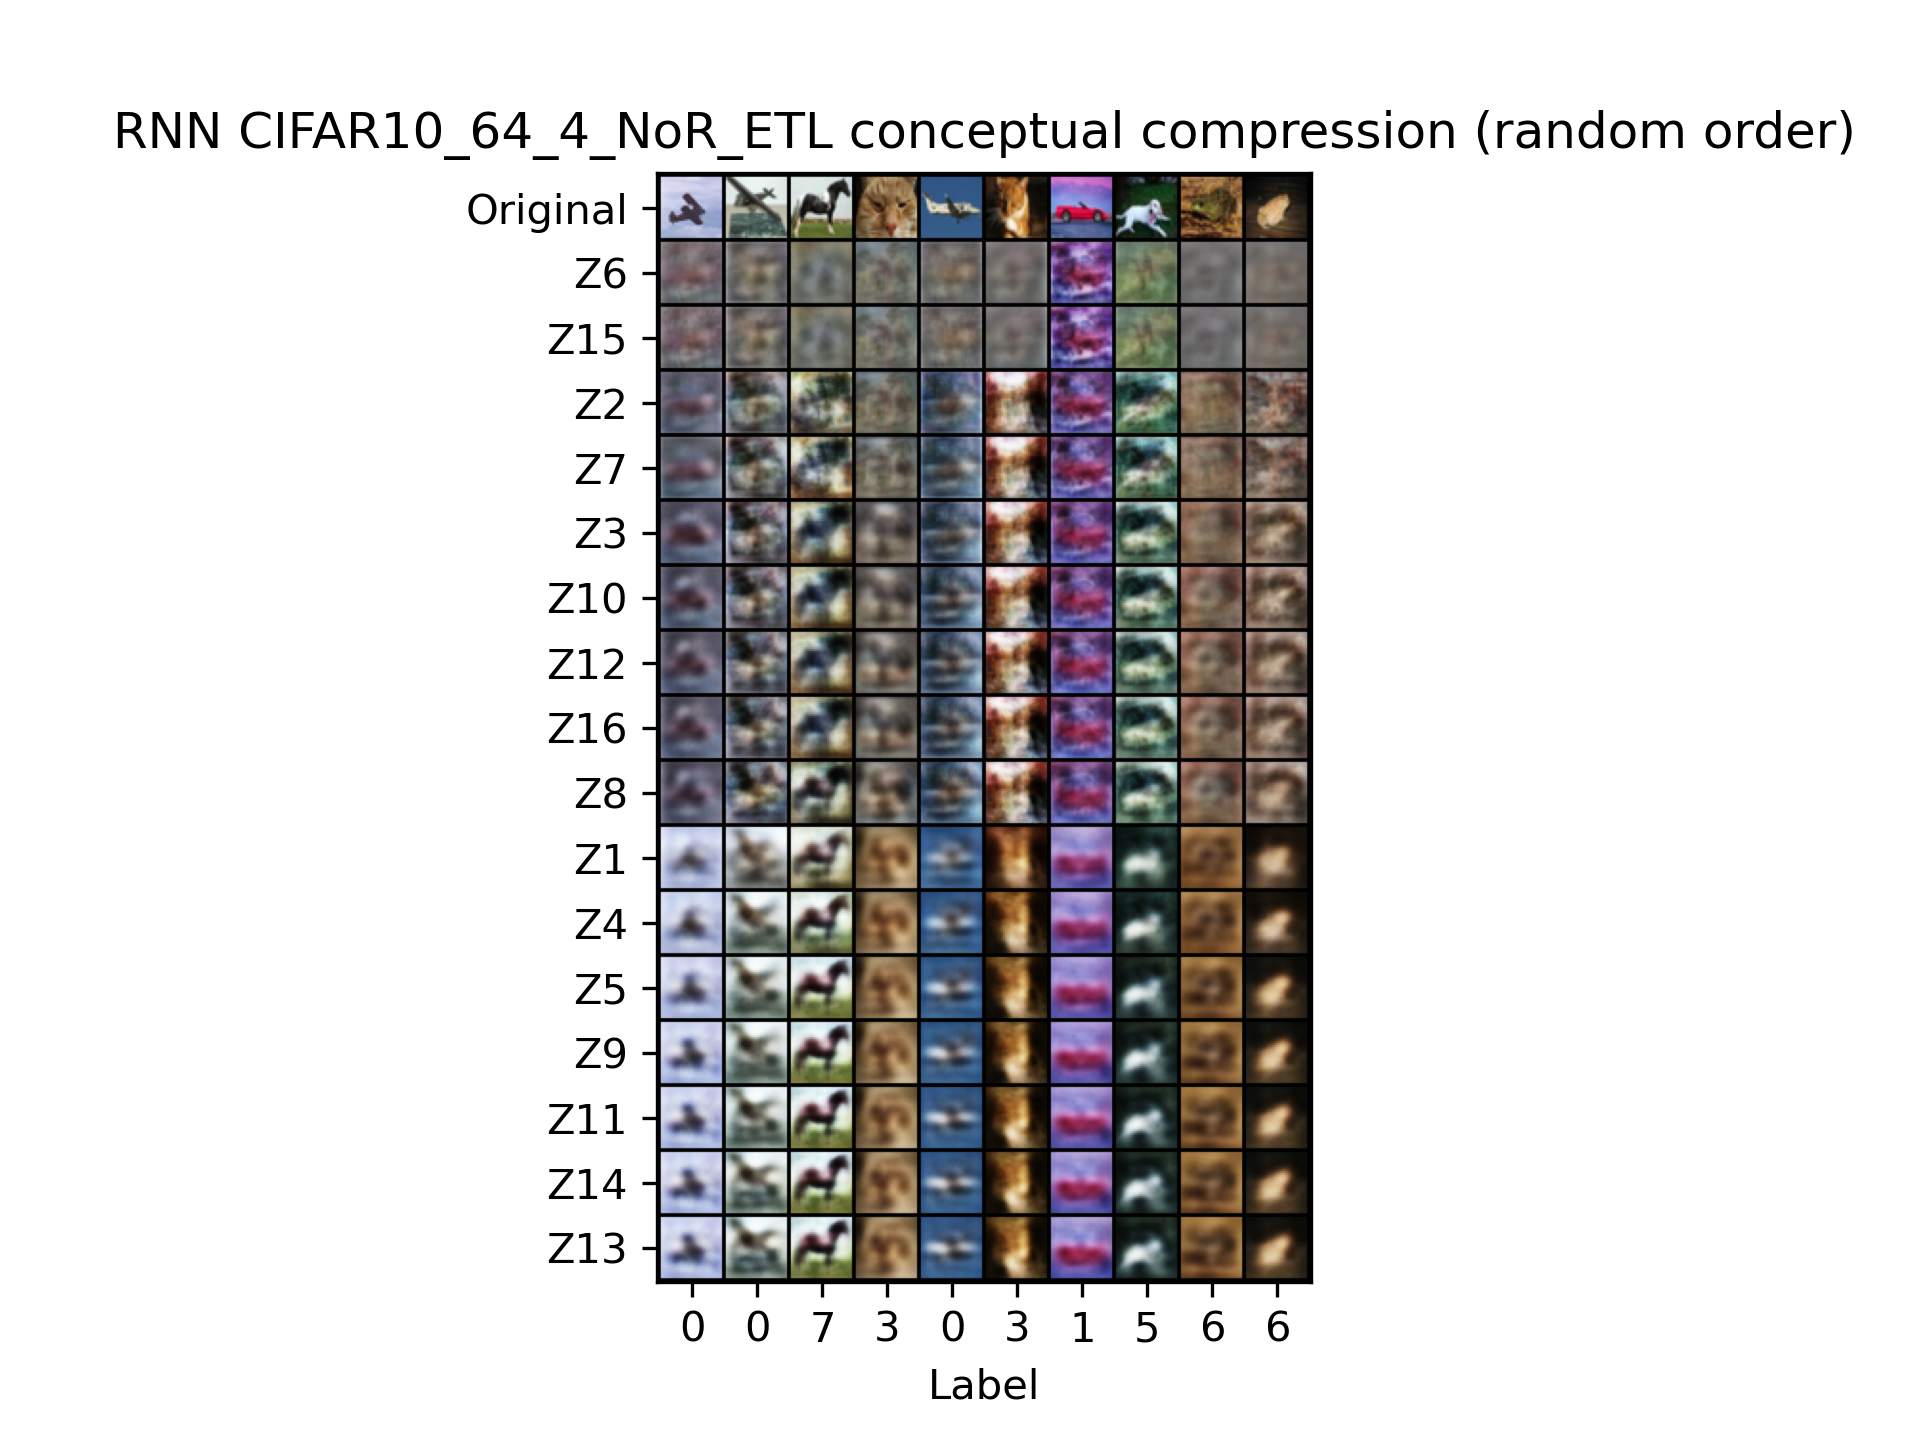 RNN CIFAR10_64_4_NoR_ETL conceptual compression (random order)
Original
Z6
Z15
Z2
Z7
Z3
Z10
Z12
Z16
Z8
Z1
Z4
Z5
Z9
Z11
Z14
Z13
0 0 7 3 0 3 1 5 6 6
Label